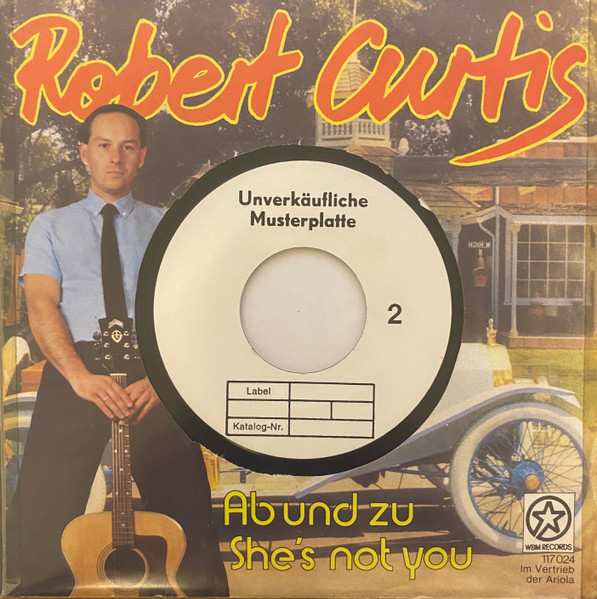 Robert Curtis
Unverkäufliche
Musterplatte
2
Label
Katalog-Nr.
Ab und zu
She's not you
WBM RECORDS
117 024
Im Vertrieb
der Ariola